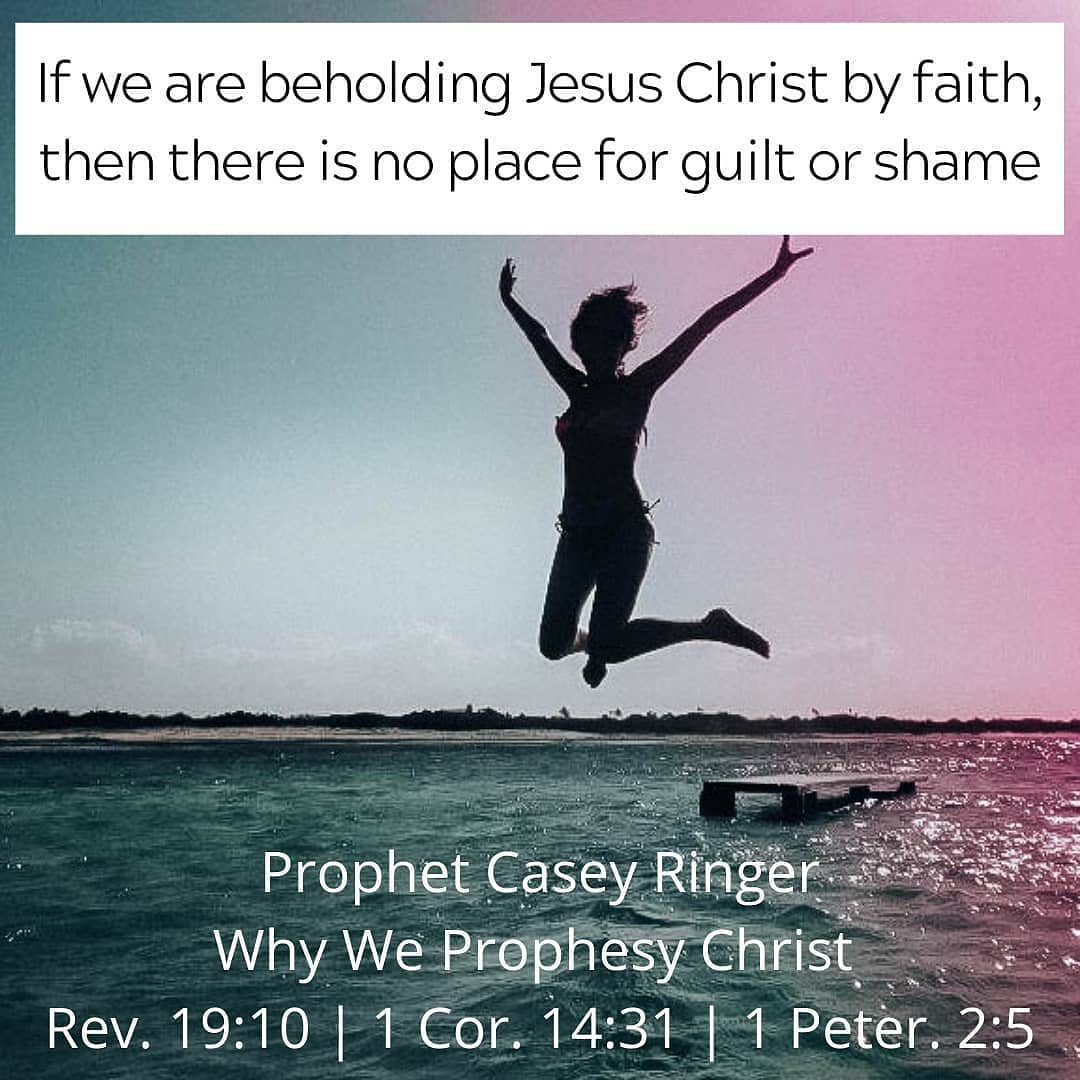 If we are beholding Jesus Christ by faith,
then there is no place for guilt or shame
Prophet Casey Ringer
Why We Prophesy Christ
Rev. 19:10 | 1 Cor. 14:31 | 1 Peter. 2:5